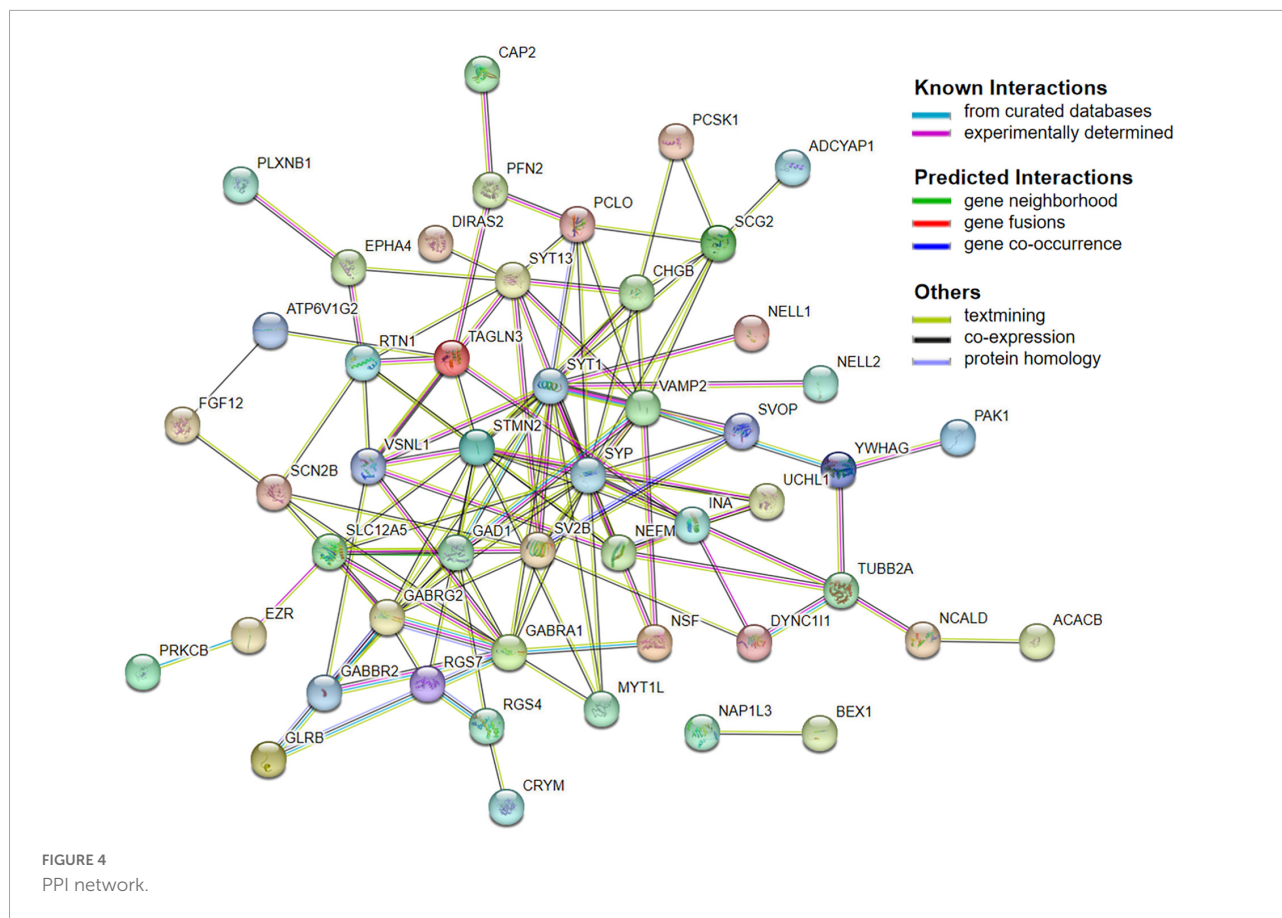 CAP2
PCSK1
ADCYAP1
PLXNB1
PFN2
PCLO
DIRAS2
SCG2
EPHA4
SYT13
CHGB
ATP6V1G2
NELL1
RTN1
TAGLN3
SYT1
VAMP2
NELL2
SVOP
FGF12
PAK1
VSNL1
STMN2
SYP
YWHAG
SCN2B
UCHL1
INA
SLC12A5
GAD1
SV2B
NEFM
TUBB2A
GABRG2
EZR
GABRA1
NSF
DYNC1I1
NCALD
ACACB
PRKCB
GABBR2
RGS7
MYT1L
RGS4
NAP1L3
BEX1
GLRB
CRYM
Known Interactions
from curated databases
experimentally determined
Predicted Interactions
gene neighborhood
gene fusions
gene co-occurrence
Others
textmining
co-expression
protein homology
FIGURE 4
PPI network.